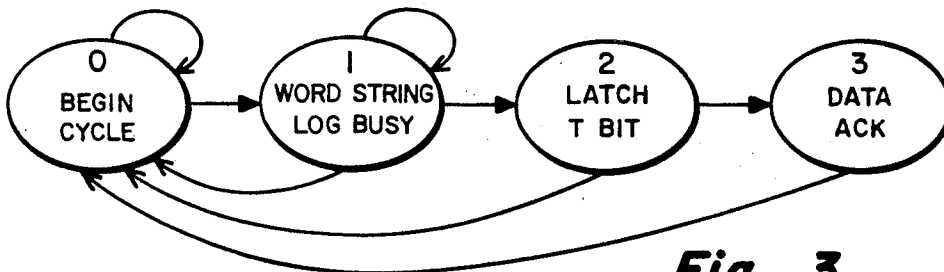 0
BEGIN
CYCLE
1
WORD STRING
LOG BUSY
2
LATCH
T BIT
3
DATA
ACK
Fig. 3